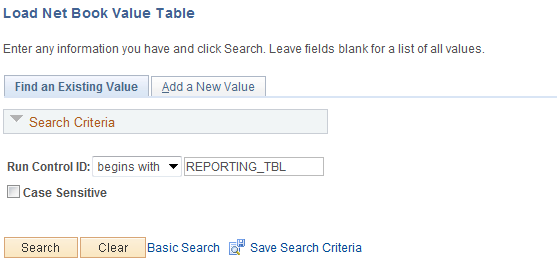 Load Net Book Value Table
Enter any information you have and click Search. Leave fields blank for a list of all values.
Find an Existing Value Add a New Value
Search Criteria
Run Control ID: begins with REPORTING_TBL
Case Sensitive
Search Clear Basic Search Save Search Criteria